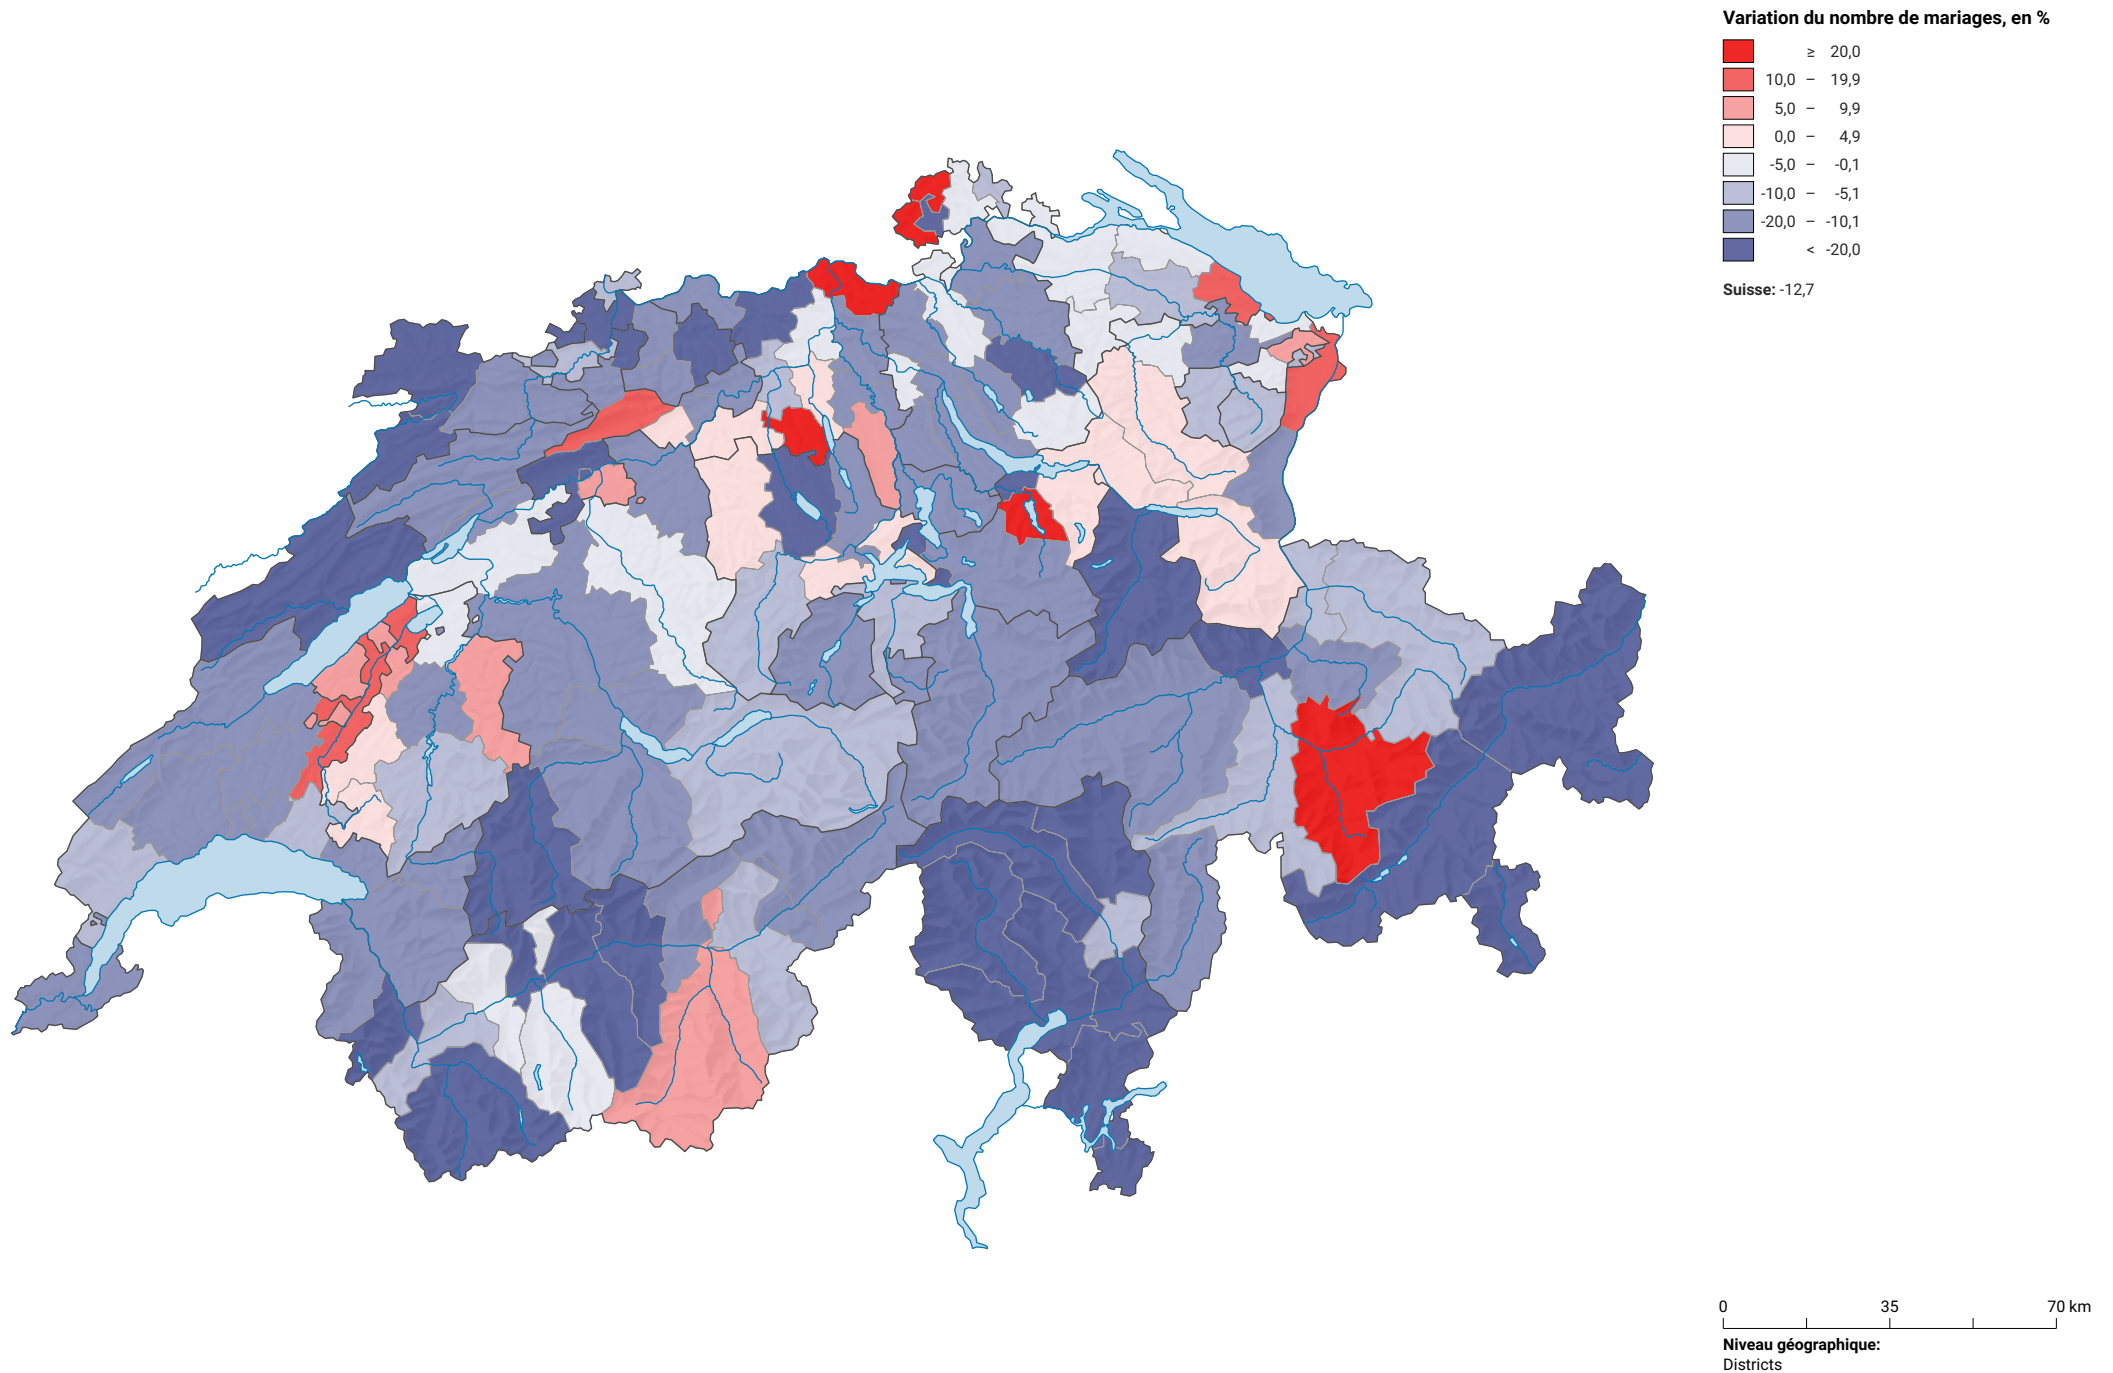 Variation du nombre de mariages, en %
≥ 20,0
10,0 – 19,9
5,0 – 9,9
0,0 – 4,9
-5,0 – -0,1
-10,0 – -5,1
-20,0 – -10,1
< -20,0
Suisse: -12,7
0 35 70 km
Niveau géographique:
Districts